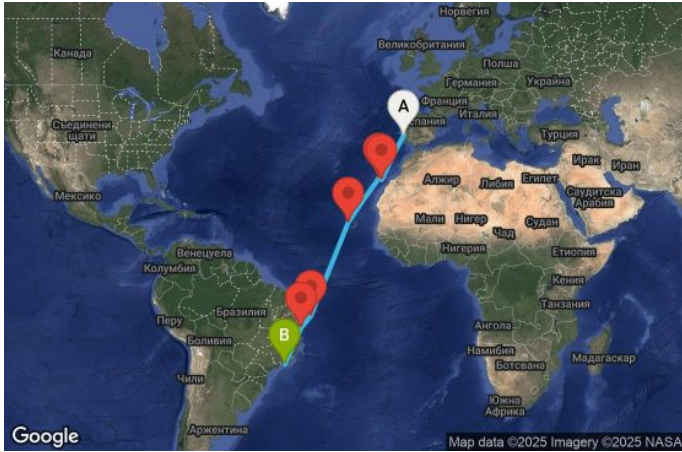 Норвегия
Канада
Великобритания
Полша
Германия
Украйна
Франция
A
спания
Италия
Съединени
щати
Турция
Ирак
Иран
Алжир
Либия
Египет
Саудитска
Арабия
Мексико
Мали
Нигер
Судан
Чад
Венецуела
Нигерия
Етиопия
Колумбия
Кения
Бразилия
Танзания
Перу
B
Боливия
Ангола
Намибия
Ботсвана
Мадагаскар
Чили
Южна
Африка
Аржентина
Google
Map data ©2025 Imagery ©2025 NASA